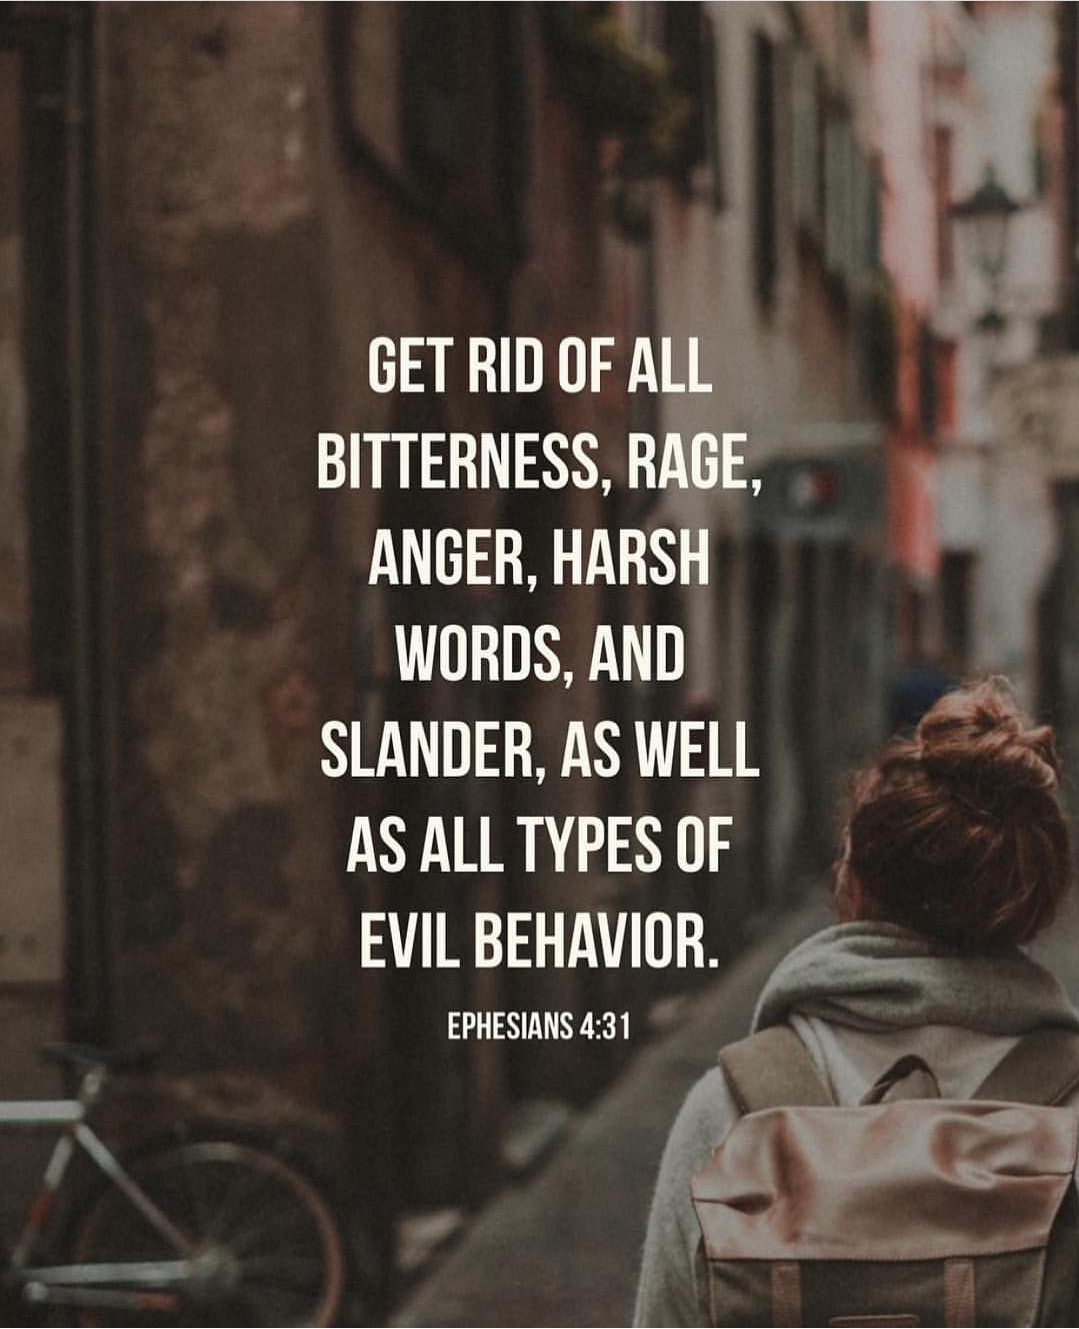 GET RID OF ALL
BITTERNESS, RAGE,
ANGER, HARSH
WORDS, AND
SLANDER, AS WELL
AS ALL TYPES OF
EVIL BEHAVIOR.
EPHESIANS 4:31